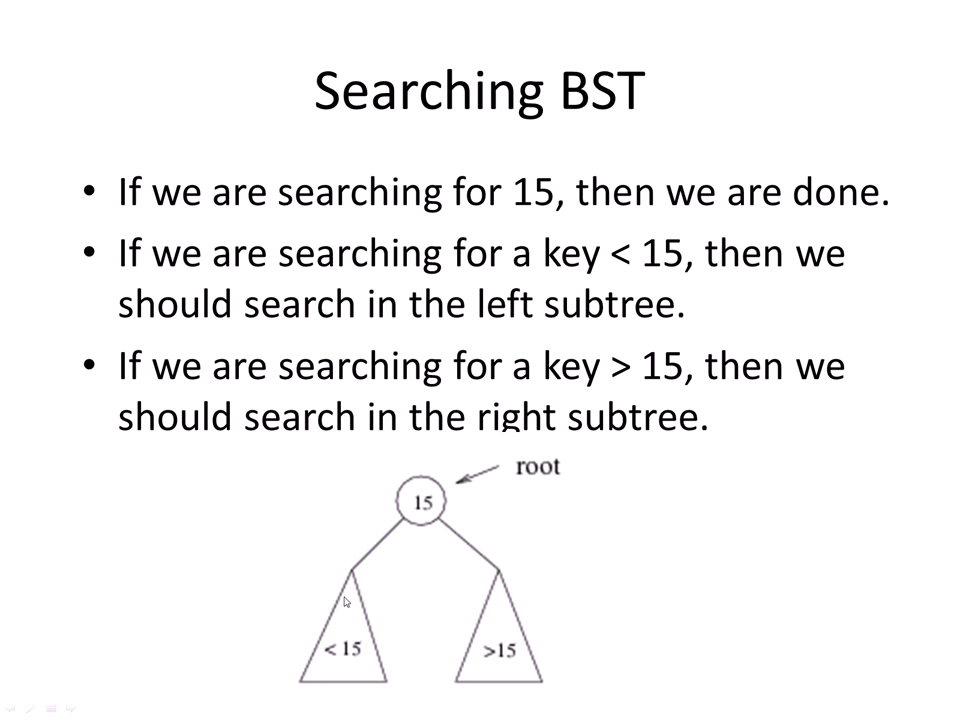 Searching BST
• If we are searching for 15, then we are done.
• If we are searching for a key < 15, then we
should search in the left subtree.
• If we are searching for a key > 15, then we
should search in the right subtree.
root
15
< 15
>15